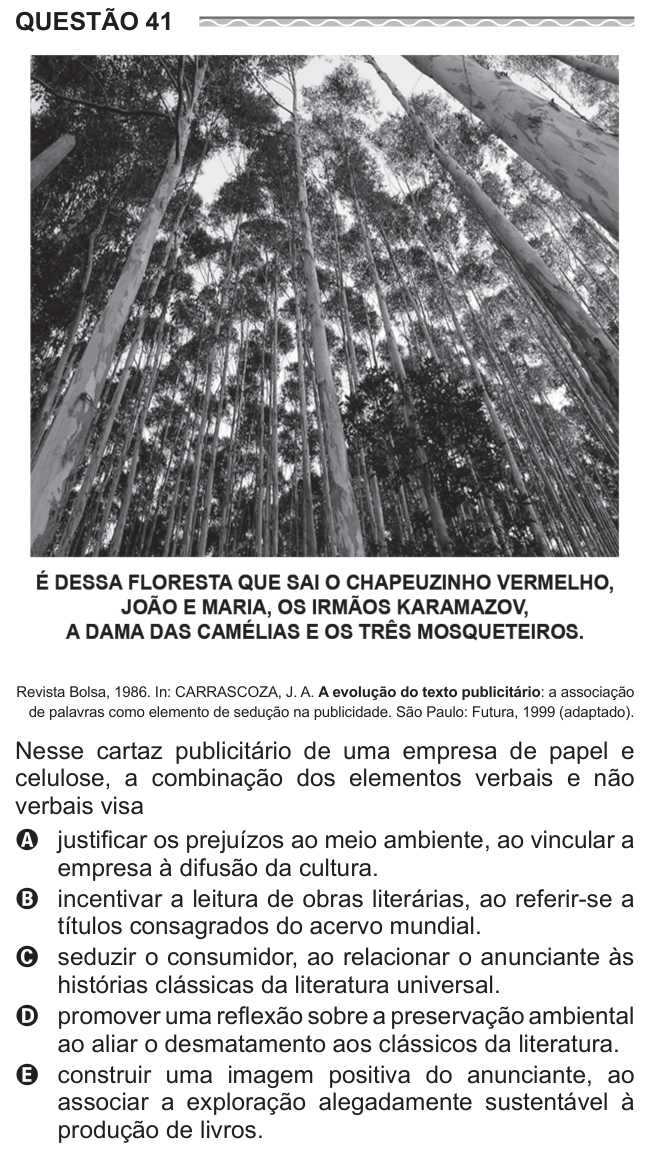 QUESTÃO 41
É DESSA FLORESTA QUE SAI O CHAPEUZINHO VERMELHO,
JOÃO E MARIA, OS IRMÃOS KARAMAZOV,
A DAMA DAS CAMÉLIAS E OS TRÊS MOSQUETEIROS.
Revista Bolsa, 1986. In: CARRASCOZA, J. A. A evolução do texto publicitário: a associação
de palavras como elemento de sedução na publicidade. São Paulo: Futura, 1999 (adaptado).
Nesse cartaz publicitário de uma empresa de papel e
celulose, a combinação dos elementos verbais e não
verbais visa
A justificar os prejuízos ao meio ambiente, ao vincular a
empresa à difusão da cultura.
B incentivar a leitura de obras literárias, ao referir-se a
títulos consagrados do acervo mundial.
C seduzir o consumidor, ao relacionar o anunciante às
histórias clássicas da literatura universal.
D promover uma reflexão sobre a preservação ambiental
ao aliar o desmatamento aos clássicos da literatura.
E construir uma imagem positiva do anunciante, ao
associar a exploração alegadamente sustentável à
produção de livros.